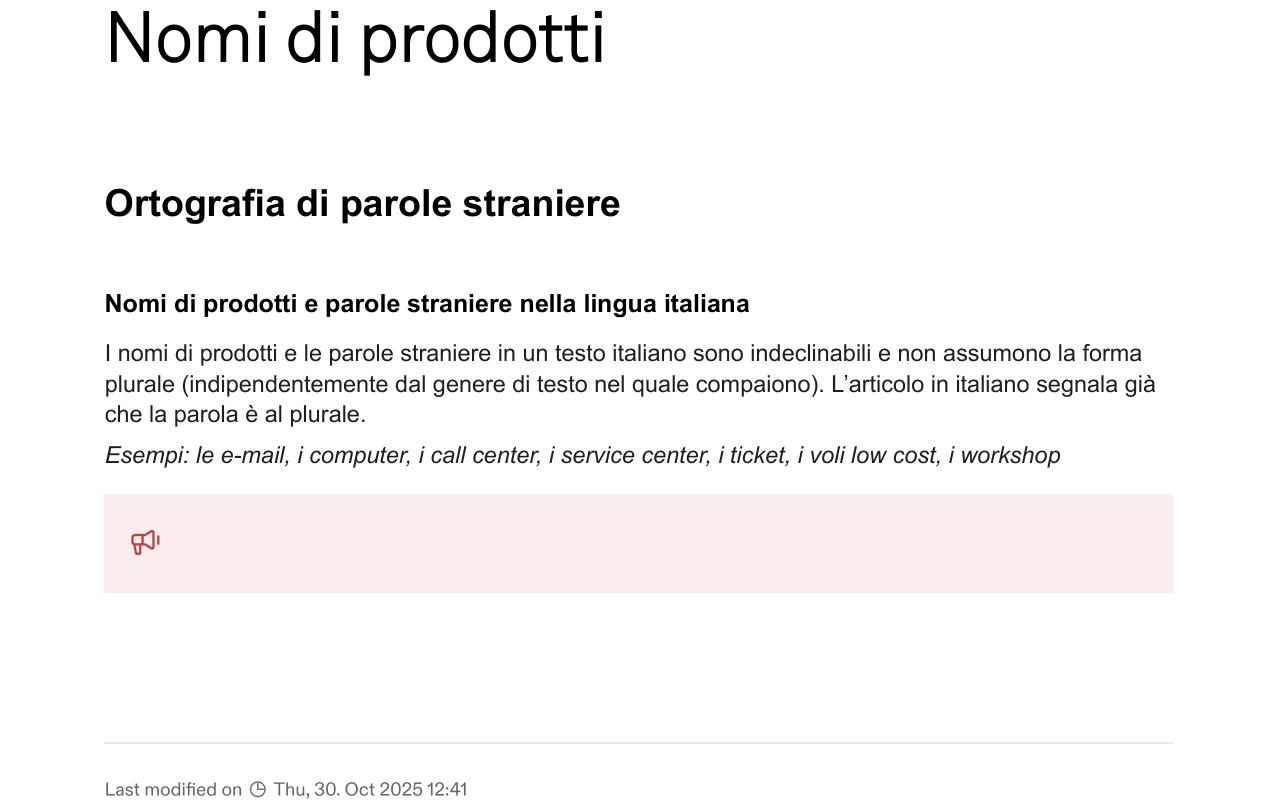 Nomi di prodotti
Ortografia di parole straniere
Nomi di prodotti e parole straniere nella lingua italiana
I nomi di prodotti e le parole straniere in un testo italiano sono indeclinabili e non assumono la forma
plurale (indipendentemente dal genere di testo nel quale compaiono). L’articolo in italiano segnala già
che la parola è al plurale.
Esempi: le e-mail, i computer, i call center, i service center, i ticket, i voli low cost, i workshop
Last modified on Thu, 30. Oct 2025 12:41